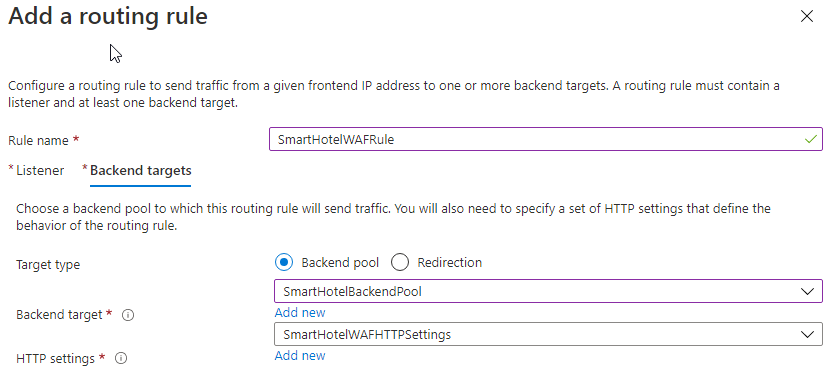 Add a routing rule
Configure a routing rule to send traffic from a given frontend IP address to one or more backend targets. A routing rule must contain a
listener and at least one backend target.
Rule name *
SmartHotelWAFRule
* Listener * Backend targets
Choose a backend pool to which this routing rule will send traffic. You will also need to specify a set of HTTP settings that define the
behavior of the routing rule.
Target type
Backend pool
Redirection
SmartHotelBackendPool
Backend target *
Add new
SmartHotelWAFHTTPSettings
HTTP settings *
Add new